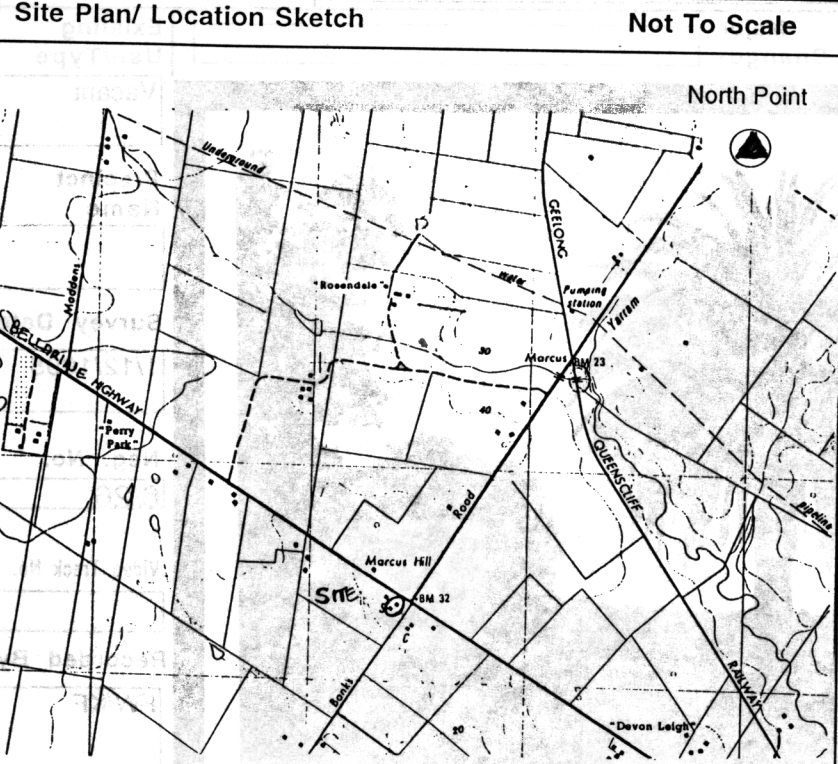 Site Plan/ Location Sketch
Not To Scale
North Point
Underground
GEELONG
Maddens
"Rosendale"
Water
Pumping
station
Yarram
BELLARINE HIGHWAY
30
Marcus
BM 23
40
"Perry
Park"
QUEENSCLIFF
Road
Pipeline
Marcus Hill
SITE
S
BM 32
C
Banks
RAILWAY
20
"Devon Leigh"